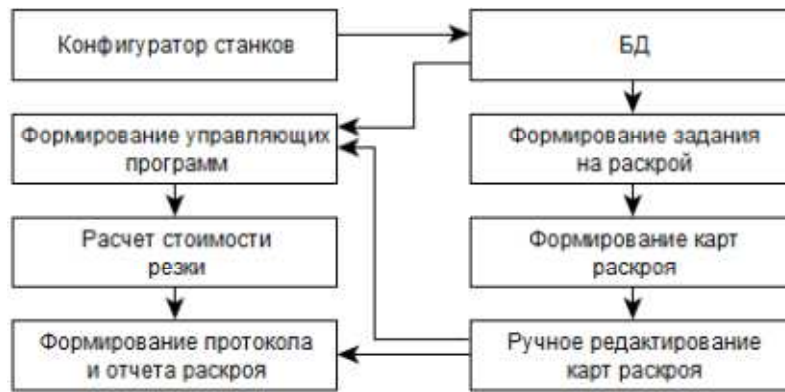 Конфигуратор станков
БД
Формирование управляющих
программ
Формирование задания
на раскрой
Расчет стоимости
резки
Формирование карт
раскроя
Формирование протокола
и отчета раскроя
Ручное редактирование
карт раскроя